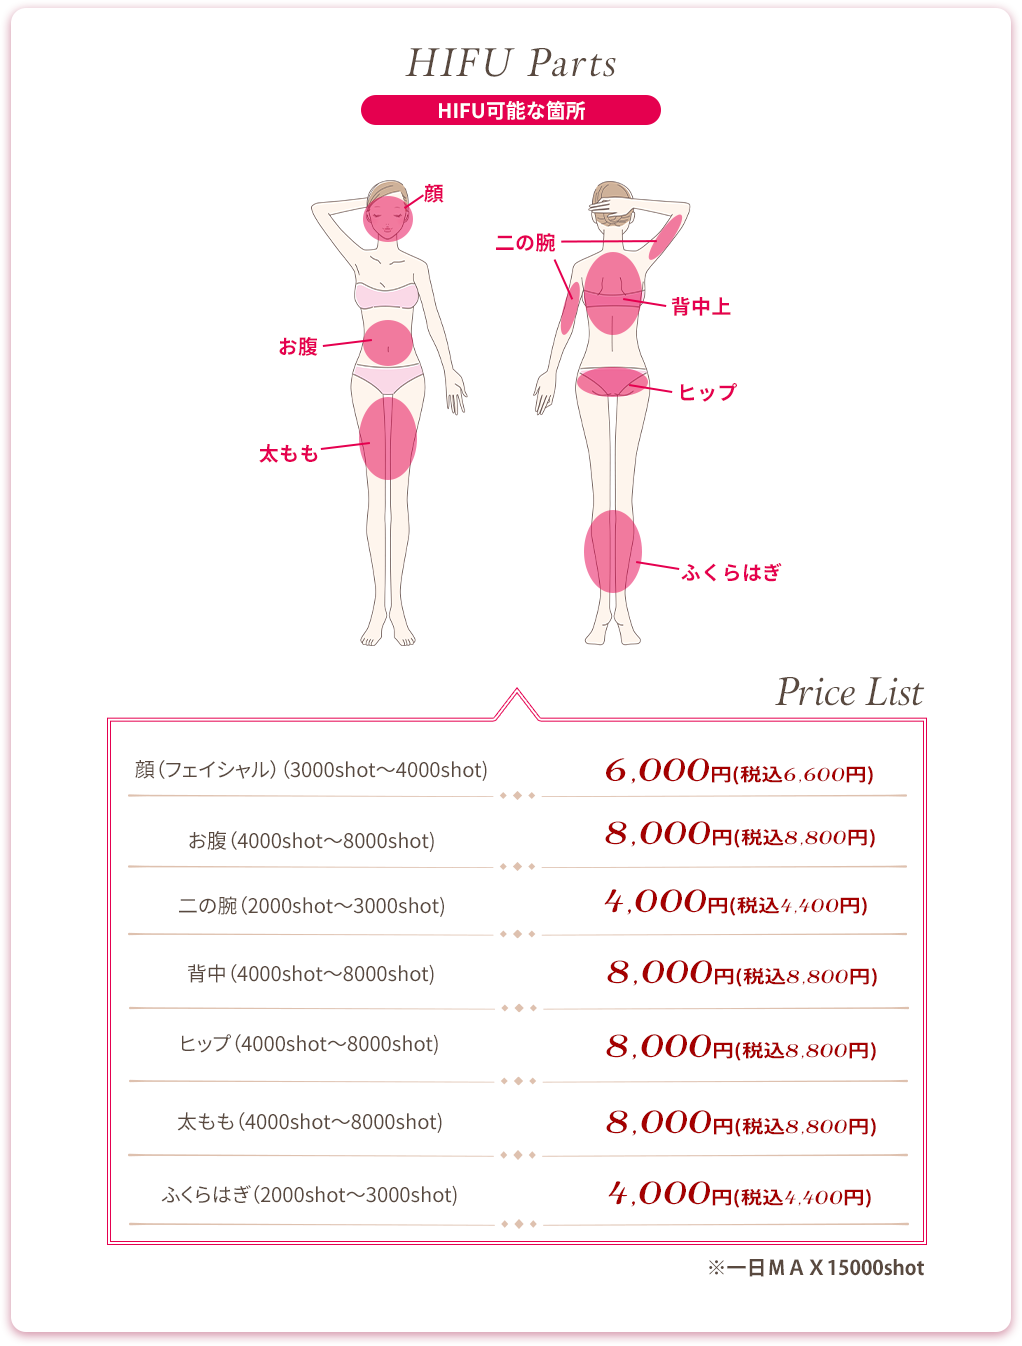 HIFU Parts
HIFU可能な箇所
顔
二の腕
背中上
お腹
ヒップ
太もも
ふくらはぎ
Price List
顔（フェイシャル）（3000shot～4000shot) 6,000円(税込6,600円)
お腹（4000shot～8000shot) 8,000円(税込8,800円)
二の腕（2000shot～3000shot) 4,000円(税込4,400円)
背中（4000shot～8000shot) 8,000円(税込8,800円)
ヒップ（4000shot～8000shot) 8,000円(税込8,800円)
太もも（4000shot～8000shot) 8,000円(税込8,800円)
ふくらはぎ（2000shot～3000shot) 4,000円(税込4,400円)
※一日ＭＡＸ15000shot